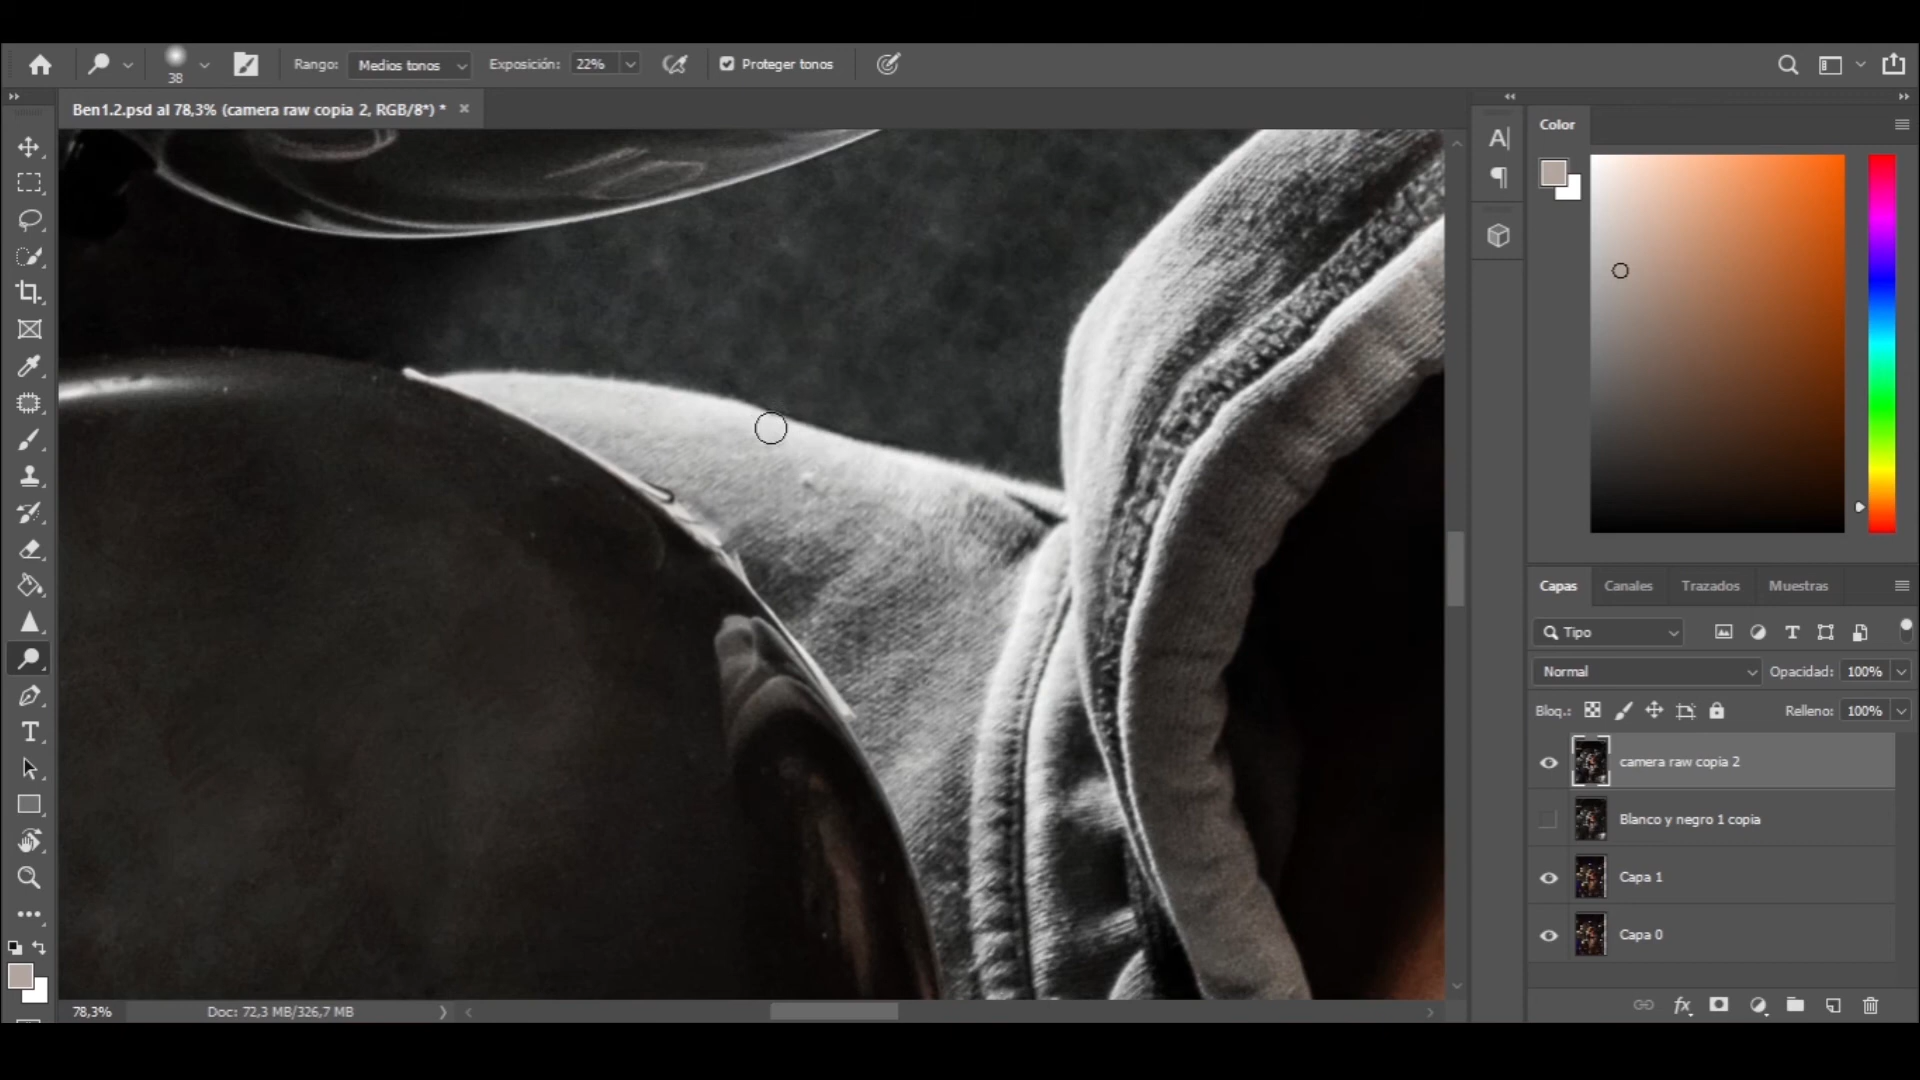 38
Rango:
Medios tonos
Exposición:
22%
Proteger tonos
Ben1.2.psd al 78,3% (camera raw copia 2, RGB/8*) *
Color
Capas
Canales
Trazados
Muestras
Tipo
Normal
Opacidad:
100%
Bloq.:
Relleno:
100%
camera raw copia 2
Blanco y negro 1 copia
Capa 1
Capa 0
78,3%
Doc: 72,3 MB/326,7 MB